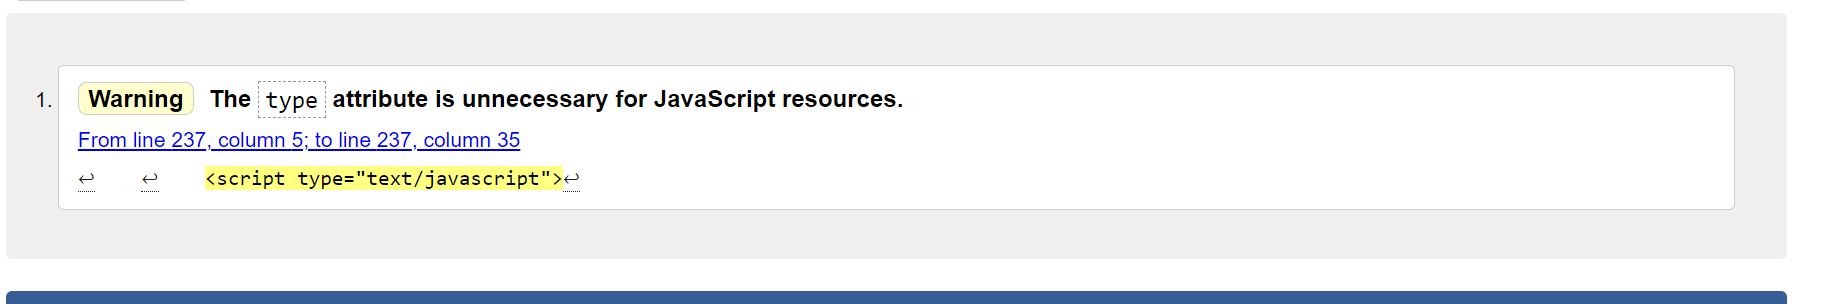 1. Warning The type attribute is unnecessary for JavaScript resources.
From line 237, column 5; to line 237, column 35
↩ ↩ <script type="text/javascript">↩